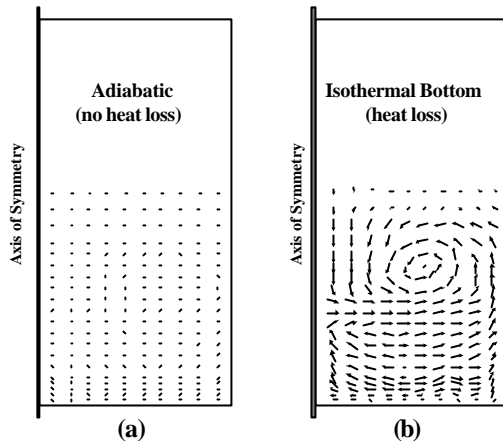 Adiabatic
(no heat loss)
Axis of Symmetry
(a)
Isothermal Bottom
(heat loss)
Axis of Symmetry
(b)